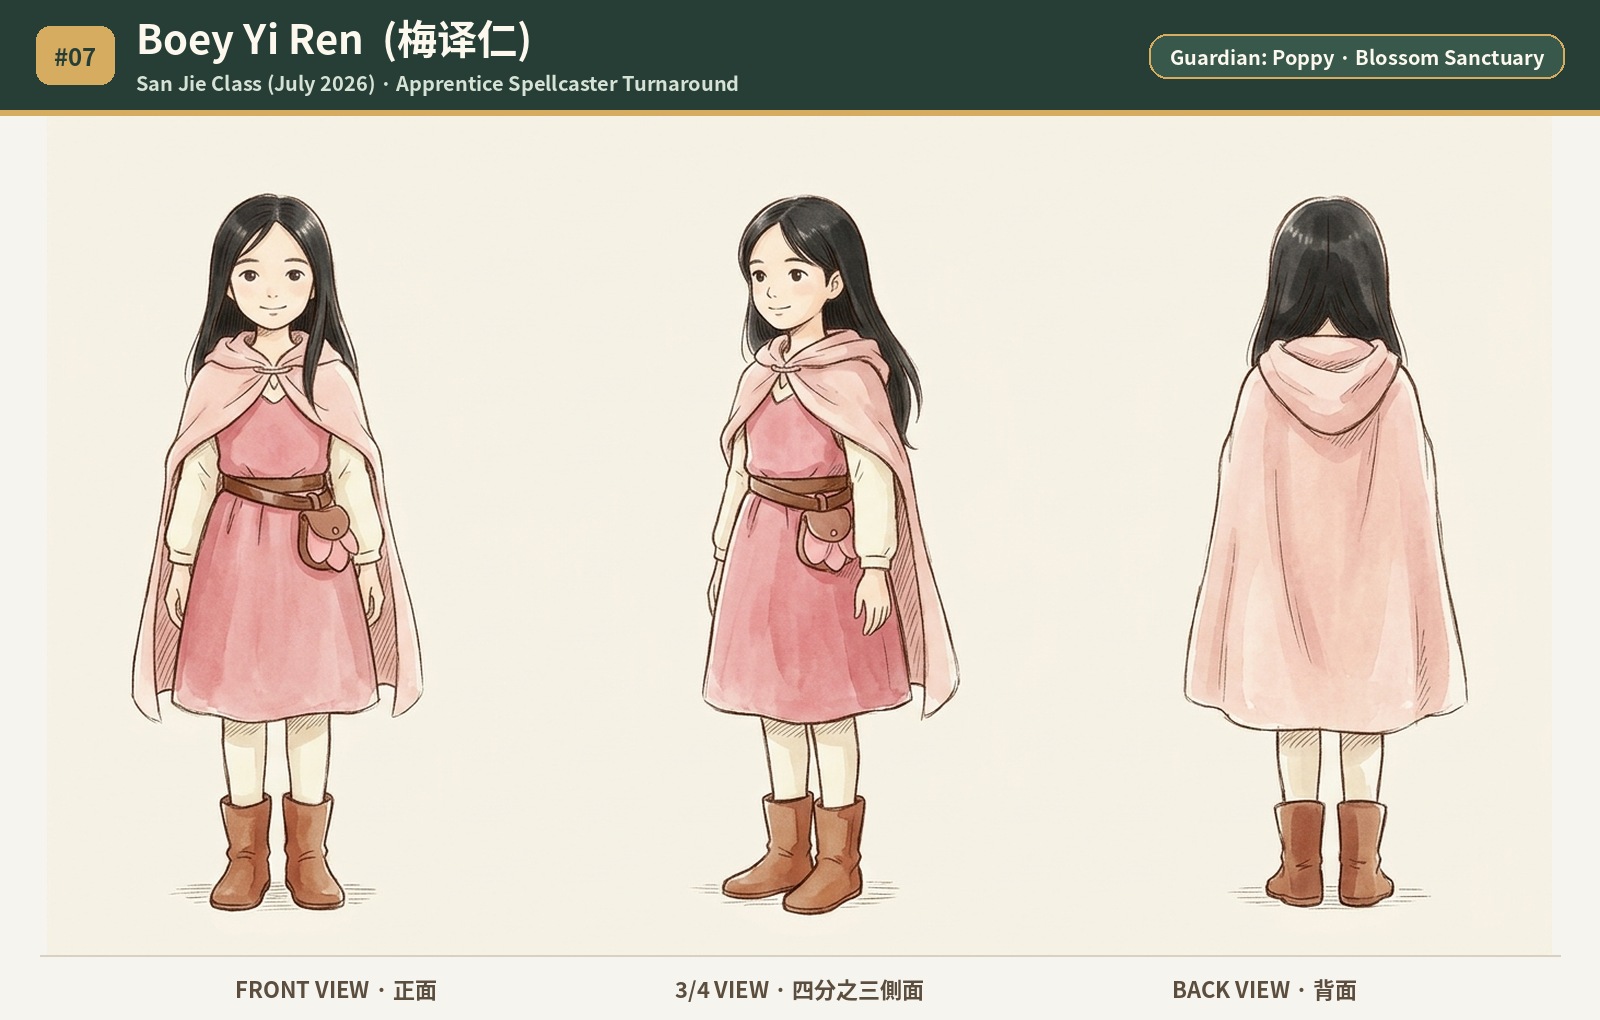 #07
Boey Yi Ren (梅译仁)
San Jie Class (July 2026) · Apprentice Spellcaster Turnaround
Guardian: Poppy · Blossom Sanctuary
FRONT VIEW · 正面
3/4 VIEW · 四分之三側面
BACK VIEW · 背面